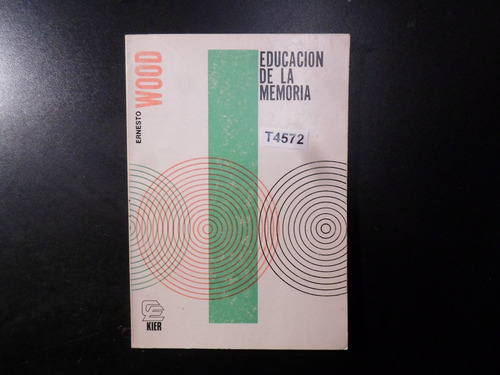 ERNESTO
WOOD
EDUCACION
DE LA
MEMORIA
T4572
KIER